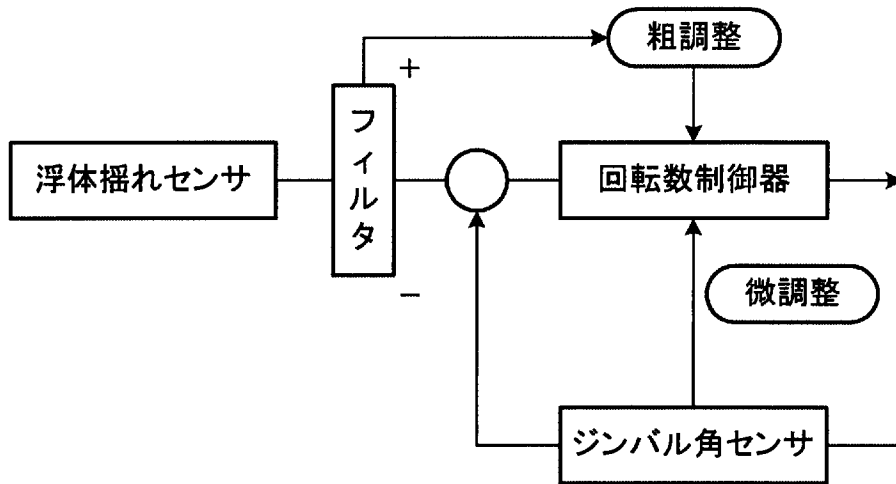 粗調整
+
フィルタ
浮体揺れセンサ
回転数制御器
−
微調整
ジンバル角センサ